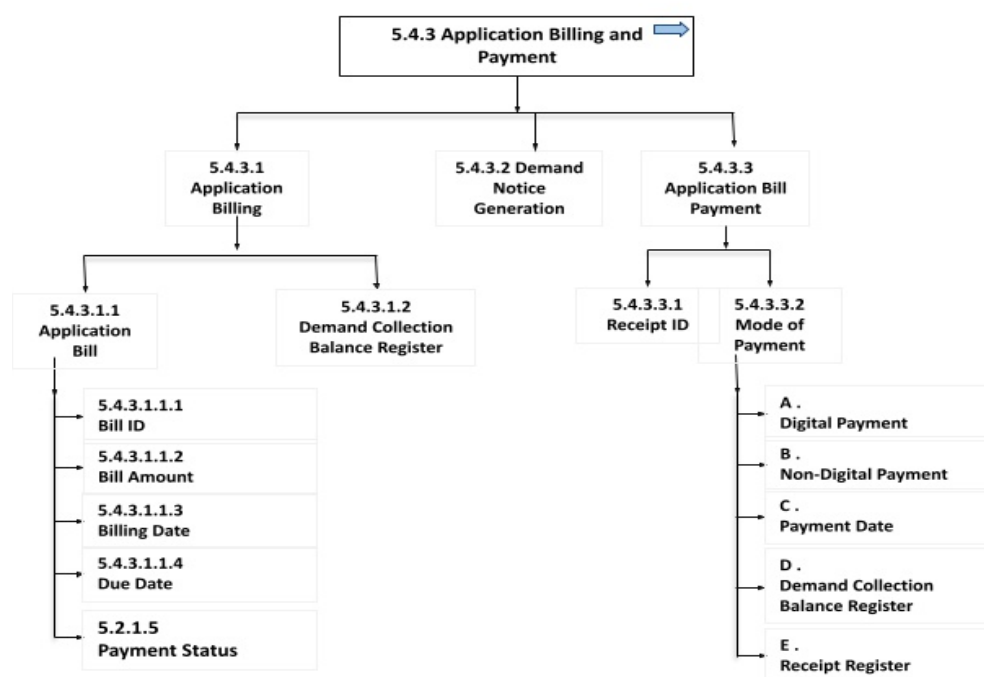 5.4.3 Application Billing and
Payment
5.4.3.1
Application
Billing
5.4.3.2 Demand
Notice
Generation
5.4.3.3
Application Bill
Payment
5.4.3.1.1
Application
Bill
5.4.3.1.2
Demand Collection
Balance Register
5.4.3.3.1
Receipt ID
5.4.3.3.2
Mode of
Payment
5.4.3.1.1.1
Bill ID
5.4.3.1.1.2
Bill Amount
5.4.3.1.1.3
Billing Date
5.4.3.1.1.4
Due Date
5.2.1.5
Payment Status
A .
Digital Payment
B .
Non-Digital Payment
C .
Payment Date
D .
Demand Collection
Balance Register
E .
Receipt Register